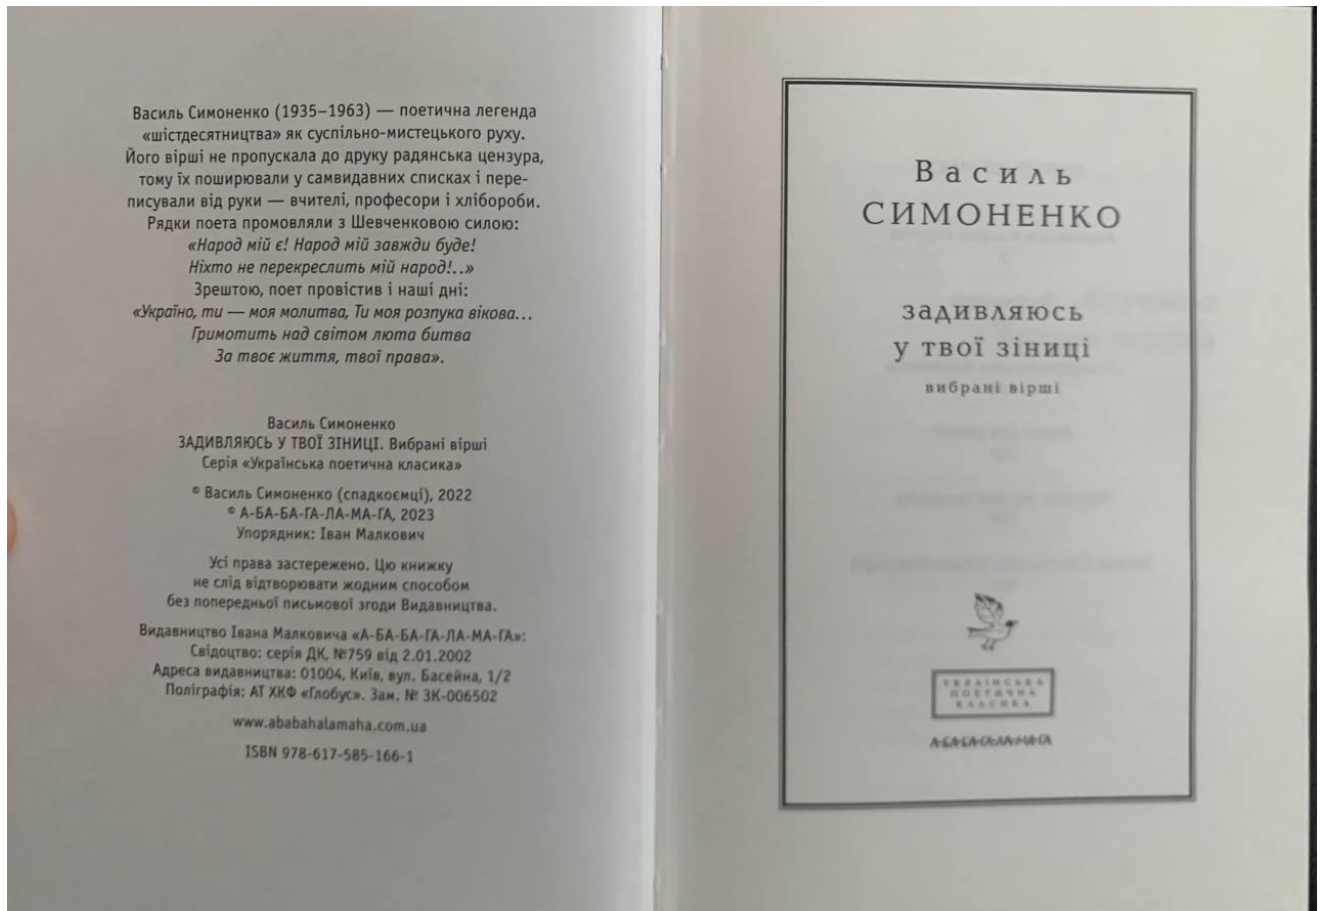 Василь Симоненко (1935–1963) — поетична легенда
«шістдесятництва» як суспільно-мистецького руху.
Його вірші не пропускала до друку радянська цензура,
тому їх поширювали у самвидавних списках і пере-
писували від руки — вчителі, професори і хлібороби.
Рядки поета промовляли з Шевченковою силою:
«Народ мій є! Народ мій завжди буде!
Ніхто не перекреслить мій народ!..»
Зрештою, поет провістив і наші дні:
«Україно, ти — моя молитва, Ти моя розпука вікова...
Гримотить над світом люта битва
За твоє життя, твої права».
Василь Симоненко
ЗАДИВЛЯЮСЬ У ТВОЇ ЗІНИЦІ. Вибрані вірші
Серія «Українська поетична класика»
© Василь Симоненко (спадкоємці), 2022
© А-БА-БА-ГА-ЛА-МА-ГА, 2023
Упорядник: Іван Малкович
Усі права застережено. Цю книжку
не слід відтворювати жодним способом
без попередньої письмової згоди Видавництва.
Видавництво Івана Малковича «А-БА-БА-ГА-ЛА-МА-ГА»:
Свідоцтво: серія ДК, №759 від 2.01.2002
Адреса видавництва: 01004, Київ, вул. Басейна, 1/2
Поліграфія: АТ ХКФ «Глобус». Зам. № ЗК-006502
www.ababahalamaha.com.ua
ISBN 978-617-585-166-1
Василь
СИМОНЕНКО
задивляюсь
у твої зіниці
вибрані вірші
УКРАЇНСЬКА
ПОЕТИЧНА
КЛАСИКА
А-БА-БА-ГА-ЛА-МА-ГА